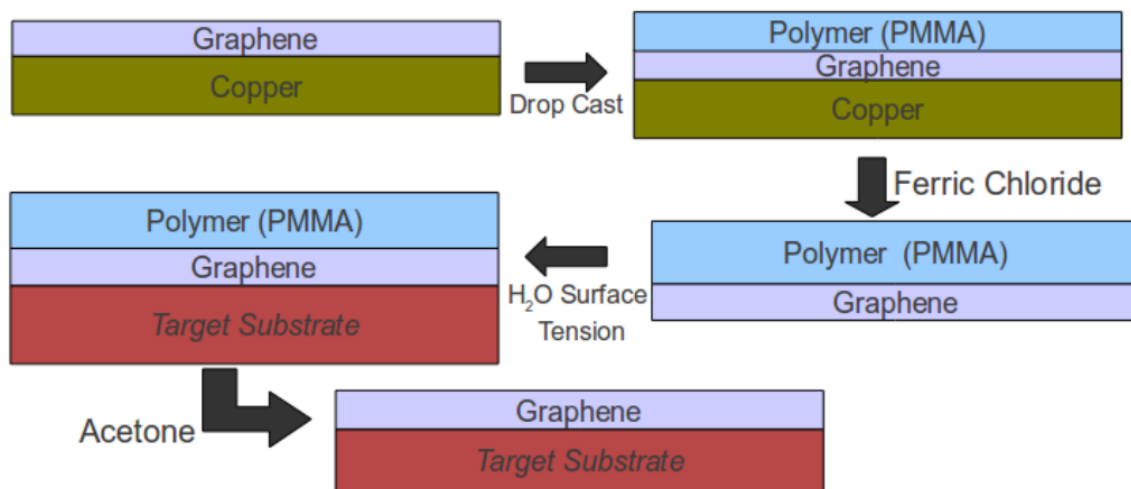 Graphene
Copper
Drop Cast
Polymer (PMMA)
Graphene
Copper
Ferric Chloride
Polymer (PMMA)
Graphene
H₂O Surface
Tension
Polymer (PMMA)
Graphene
Target Substrate
Acetone
Graphene
Target Substrate